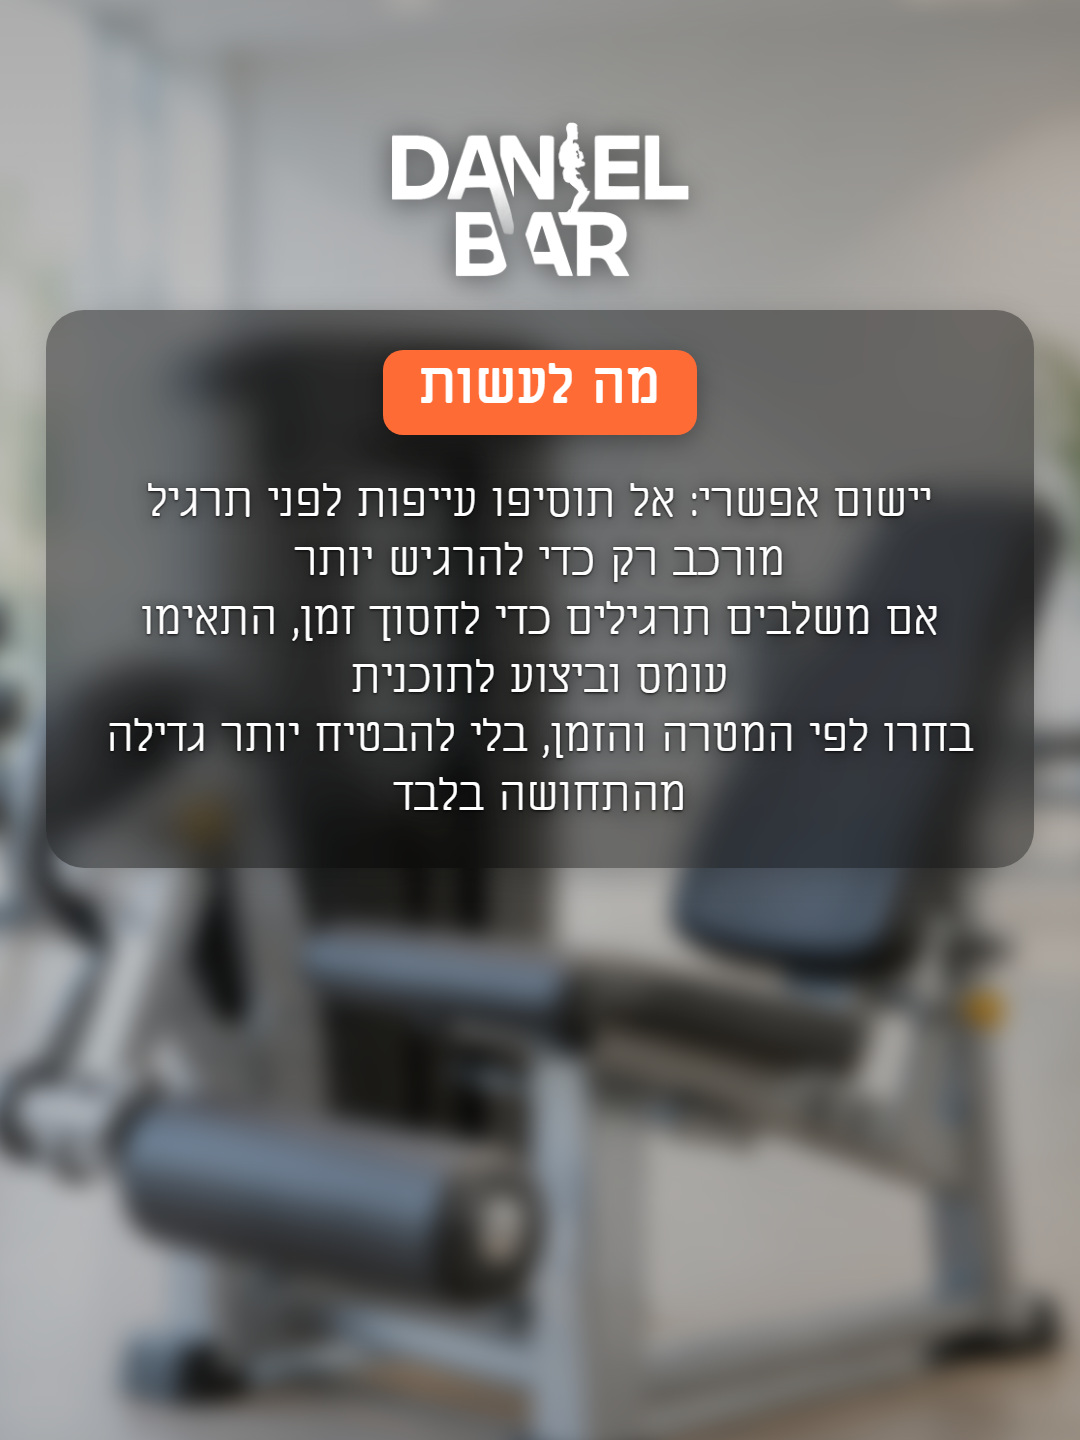 DANIEL
BAR
מה לעשות
יישום אפשרי: אל תוסיפו עייפות לפני תרגיל
מורכב רק כדי להרגיש יותר
אם משלבים תרגילים כדי לחסוך זמן, התאימו
עומס וביצוע לתוכנית
בחרו לפי המטרה והזמן, בלי להבטיח יותר גדילה
מהתחושה בלבד